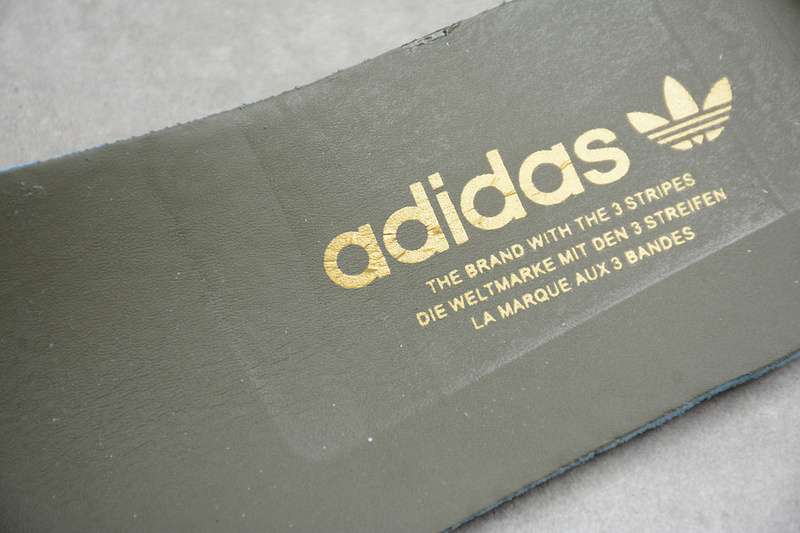 adidas
THE BRAND WITH THE 3 STRIPES
DIE WELTMARKE MIT DEN 3 STREIFEN
LA MARQUE AUX 3 BANDES